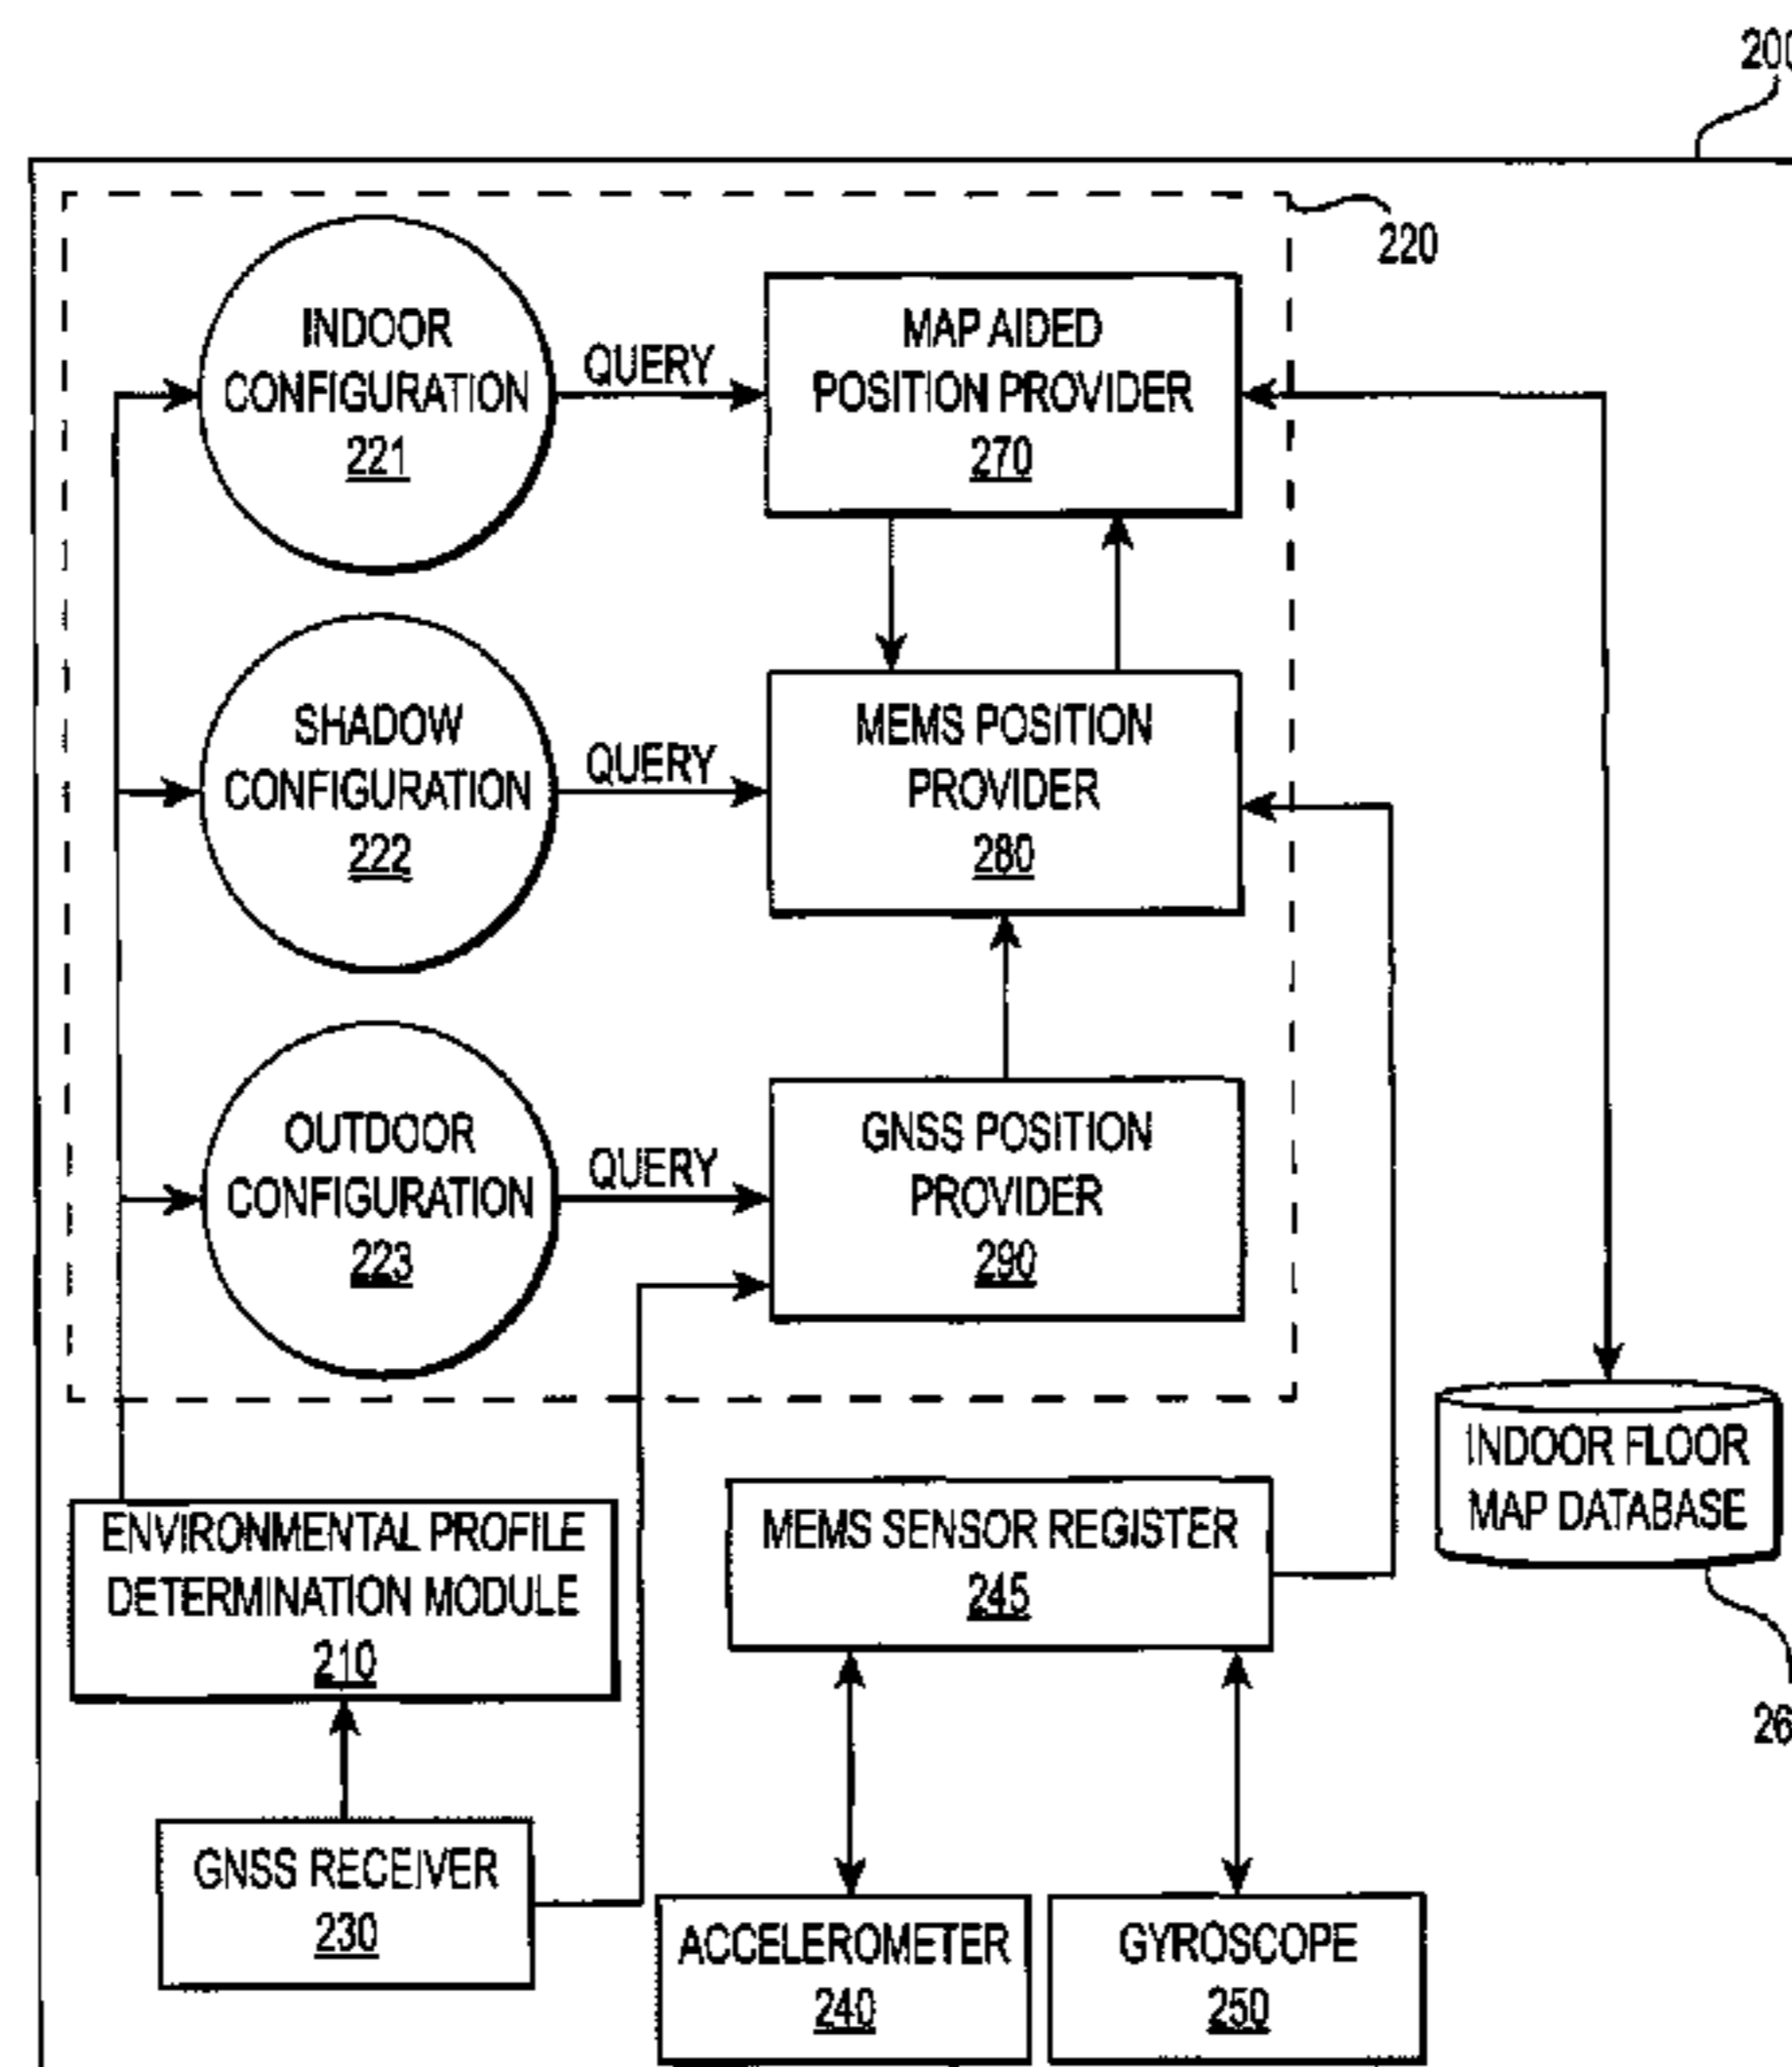 200
220
INDOOR
CONFIGURATION
221
QUERY
MAP AIDED
POSITION PROVIDER
270
SHADOW
CONFIGURATION
222
QUERY
MEMS POSITION
PROVIDER
280
OUTDOOR
CONFIGURATION
223
QUERY
GNSS POSITION
PROVIDER
290
INDOOR FLOOR
MAP DATABASE
ENVIRONMENTAL PROFILE
DETERMINATION MODULE
210
MEMS SENSOR REGISTER
245
26
GNSS RECEIVER
230
ACCELEROMETER
240
GYROSCOPE
250